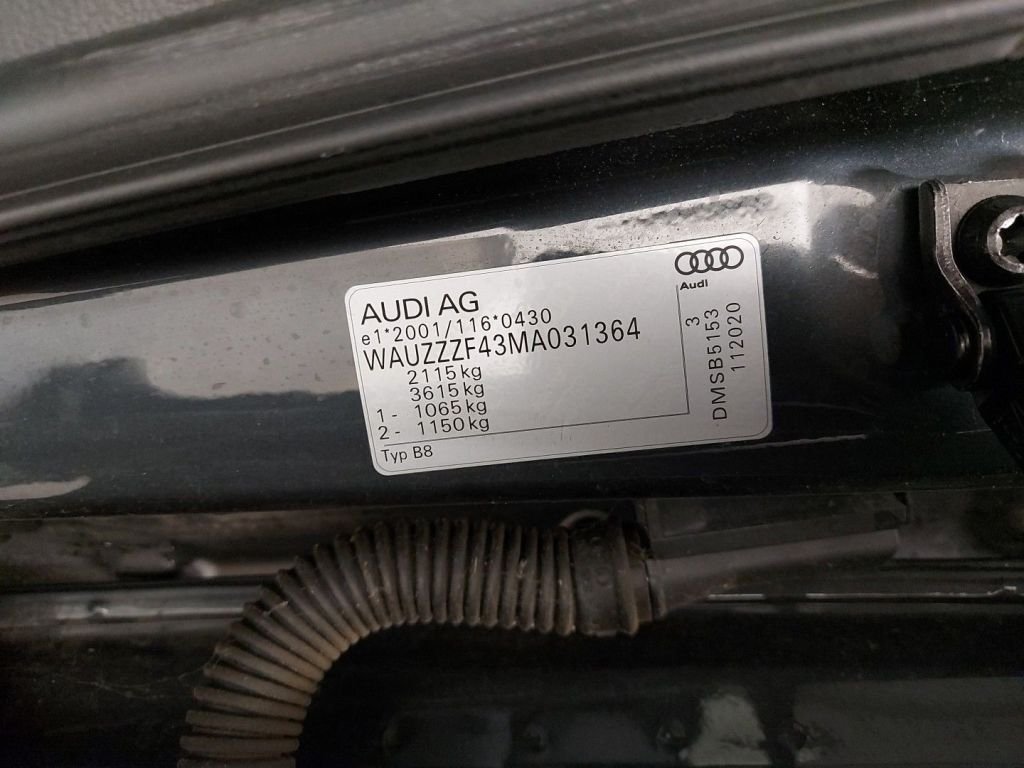 AUDI AG
e1*2001/116*0430
WAUZZZF43MA031364
2115 kg
3615 kg
1 - 1065 kg
2 - 1150 kg
Typ B8
Audi
3
DMSB5153
112020